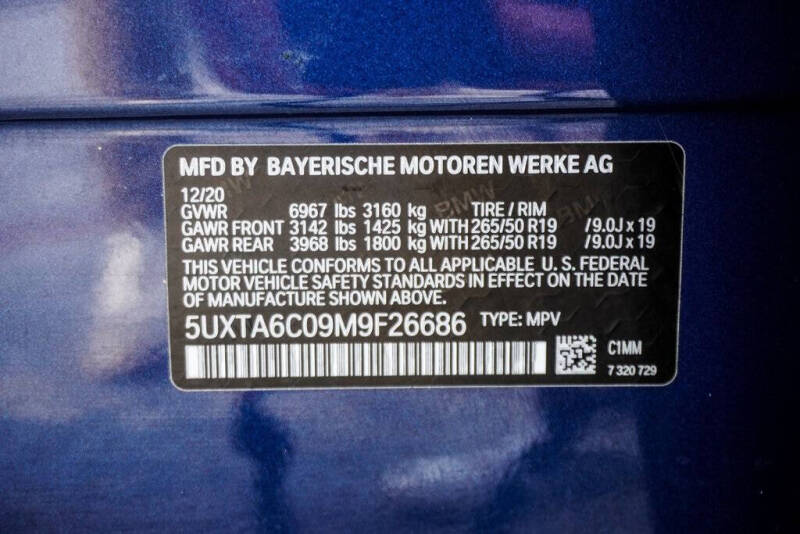 MFD BY BAYERISCHE MOTOREN WERKE AG
12/20
GVWR 6967 lbs 3160 kg TIRE / RIM
GAWR FRONT 3142 lbs 1425 kg WITH 265/50 R19 /9.0J x 19
GAWR REAR 3968 lbs 1800 kg WITH 265/50 R19 /9.0J x 19
THIS VEHICLE CONFORMS TO ALL APPLICABLE U. S. FEDERAL
MOTOR VEHICLE SAFETY STANDARDS IN EFFECT ON THE DATE
OF MANUFACTURE SHOWN ABOVE.
5UXTA6C09M9F26686 TYPE: MPV
C1MM
7 320 729
BMW
BMW
BMW